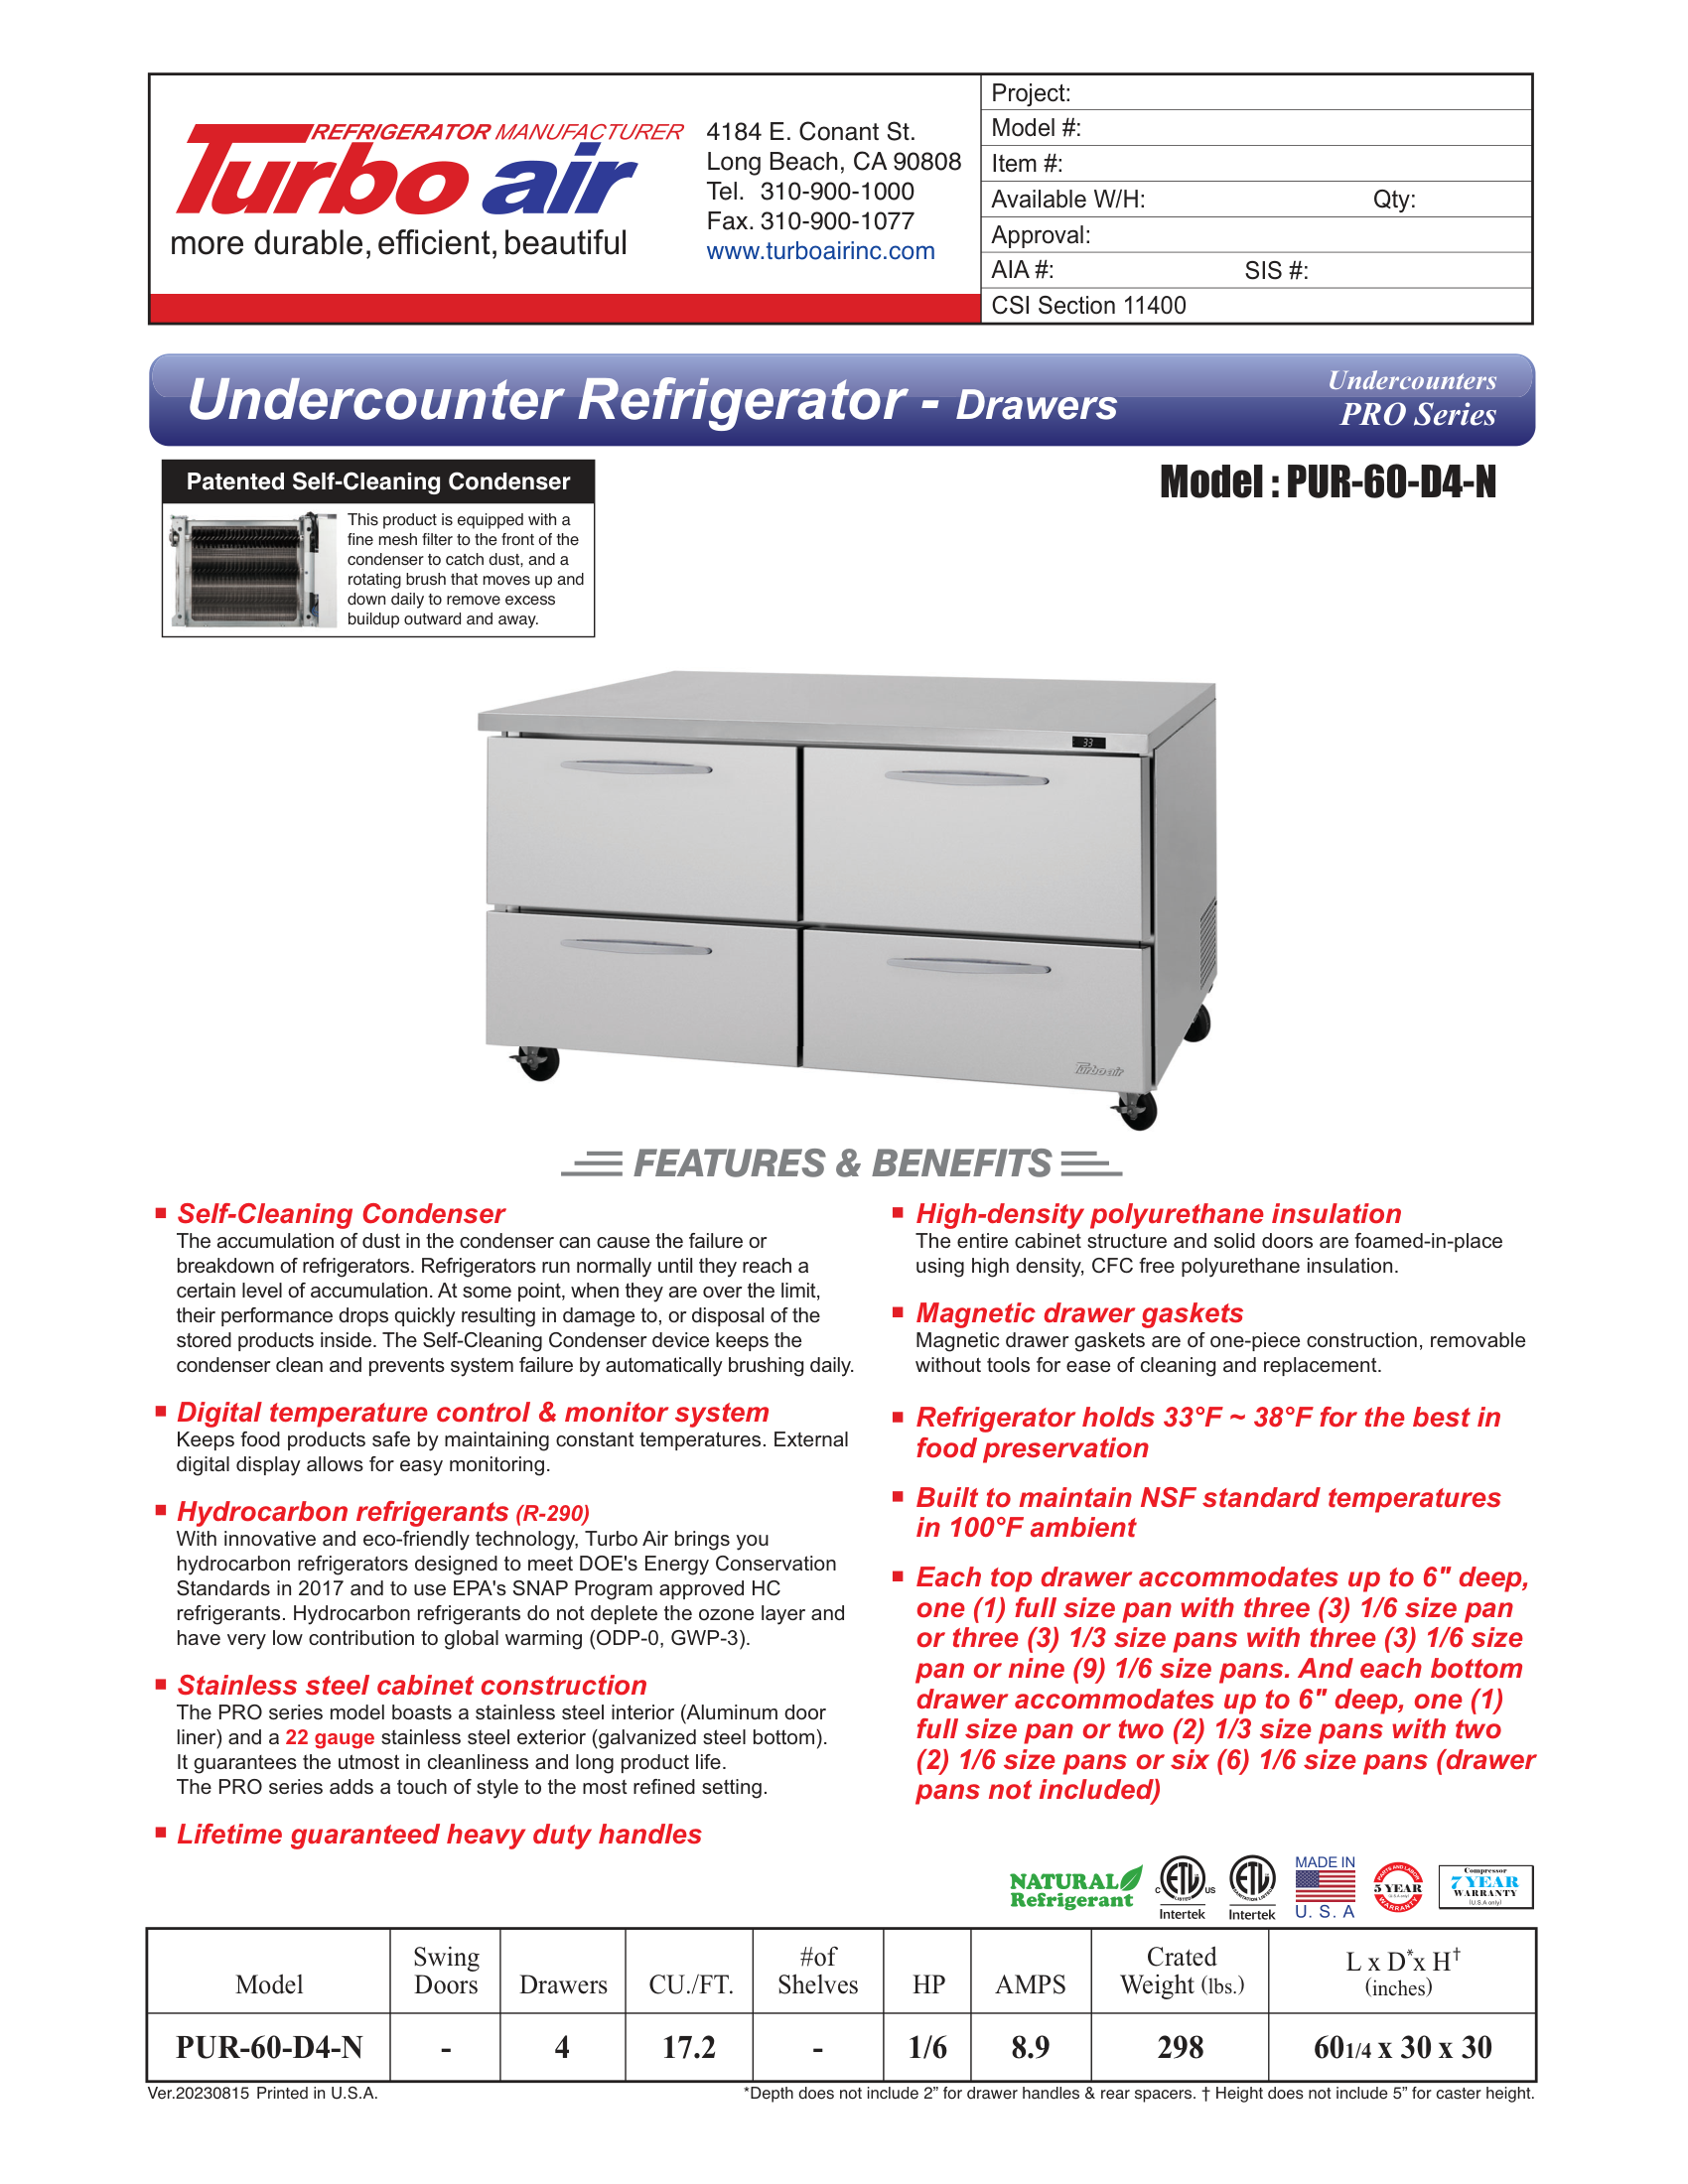 REFRIGERATOR MANUFACTURER
Turbo air
more durable, efficient, beautiful
4184 E. Conant St.
Long Beach, CA 90808
Tel. 310-900-1000
Fax. 310-900-1077
www.turboairinc.com
Project:
Model #:
Item #:
Available W/H: Qty:
Approval:
AIA #: SIS #:
CSI Section 11400
Undercounter Refrigerator - Drawers
Undercounters
PRO Series
Patented Self-Cleaning Condenser
This product is equipped with a
fine mesh filter to the front of the
condenser to catch dust, and a
rotating brush that moves up and
down daily to remove excess
buildup outward and away.
Model : PUR-60-D4-N
33
Turbo air
FEATURES & BENEFITS
Self-Cleaning Condenser
The accumulation of dust in the condenser can cause the failure or
breakdown of refrigerators. Refrigerators run normally until they reach a
certain level of accumulation. At some point, when they are over the limit,
their performance drops quickly resulting in damage to, or disposal of the
stored products inside. The Self-Cleaning Condenser device keeps the
condenser clean and prevents system failure by automatically brushing daily.
Digital temperature control & monitor system
Keeps food products safe by maintaining constant temperatures. External
digital display allows for easy monitoring.
Hydrocarbon refrigerants (R-290)
With innovative and eco-friendly technology, Turbo Air brings you
hydrocarbon refrigerators designed to meet DOE's Energy Conservation
Standards in 2017 and to use EPA's SNAP Program approved HC
refrigerants. Hydrocarbon refrigerants do not deplete the ozone layer and
have very low contribution to global warming (ODP-0, GWP-3).
Stainless steel cabinet construction
The PRO series model boasts a stainless steel interior (Aluminum door
liner) and a 22 gauge stainless steel exterior (galvanized steel bottom).
It guarantees the utmost in cleanliness and long product life.
The PRO series adds a touch of style to the most refined setting.
Lifetime guaranteed heavy duty handles
High-density polyurethane insulation
The entire cabinet structure and solid doors are foamed-in-place
using high density, CFC free polyurethane insulation.
Magnetic drawer gaskets
Magnetic drawer gaskets are of one-piece construction, removable
without tools for ease of cleaning and replacement.
Refrigerator holds 33°F ~ 38°F for the best in
food preservation
Built to maintain NSF standard temperatures
in 100°F ambient
Each top drawer accommodates up to 6" deep,
one (1) full size pan with three (3) 1/6 size pan
or three (3) 1/3 size pans with three (3) 1/6 size
pan or nine (9) 1/6 size pans. And each bottom
drawer accommodates up to 6" deep, one (1)
full size pan or two (2) 1/3 size pans with two
(2) 1/6 size pans or six (6) 1/6 size pans (drawer
pans not included)
NATURAL
Refrigerant
C ETL US
LISTED
Intertek
ETL
SANITATION LISTED
Intertek
MADE IN
U. S. A
PARTS AND LABOR
5 YEAR
(U.S.A only)
WARRANTY
Compressor
7 YEAR
WARRANTY
(U.S.A only)
Model Swing Doors Drawers CU./FT. #of Shelves HP AMPS Crated Weight (lbs.) L x D* x H† (inches)
PUR-60-D4-N - 4 17.2 - 1/6 8.9 298 601/4 x 30 x 30
Ver.20230815 Printed in U.S.A.
*Depth does not include 2” for drawer handles & rear spacers. † Height does not include 5” for caster height.